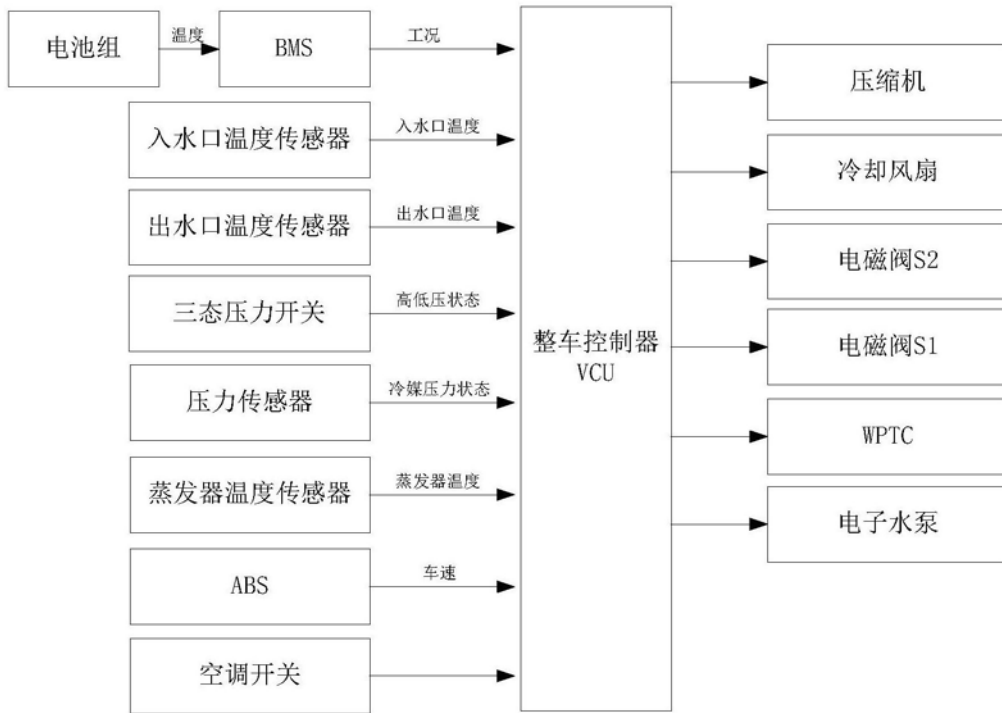 电池组
温度
BMS
工况
入水口温度传感器
入水口温度
出水口温度传感器
出水口温度
三态压力开关
高低压状态
压力传感器
冷媒压力状态
蒸发器温度传感器
蒸发器温度
ABS
车速
空调开关
整车控制器
VCU
压缩机
冷却风扇
电磁阀S2
电磁阀S1
WPTC
电子水泵